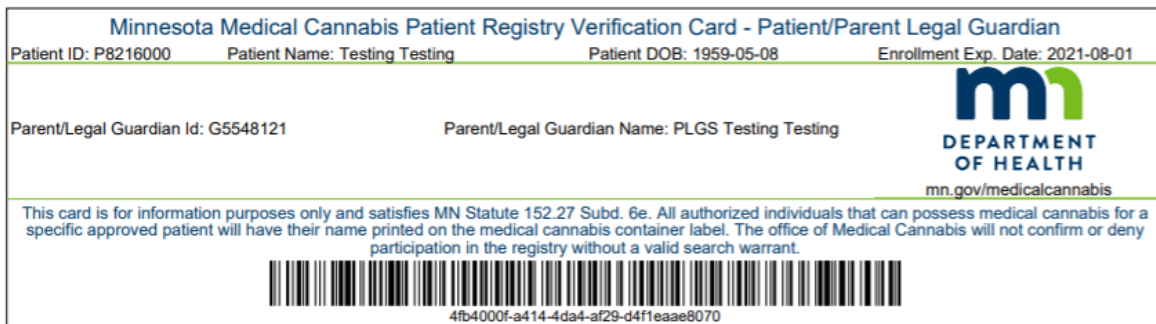 Minnesota Medical Cannabis Patient Registry Verification Card - Patient/Parent Legal Guardian
Patient ID: P8216000 Patient Name: Testing Testing Patient DOB: 1959-05-08 Enrollment Exp. Date: 2021-08-01
mn
Parent/Legal Guardian Id: G5548121 Parent/Legal Guardian Name: PLGS Testing Testing
DEPARTMENT
OF HEALTH
mn.gov/medicalcannabis
This card is for information purposes only and satisfies MN Statute 152.27 Subd. 6e. All authorized individuals that can possess medical cannabis for a
specific approved patient will have their name printed on the medical cannabis container label. The office of Medical Cannabis will not confirm or deny
participation in the registry without a valid search warrant.
4fb4000f-a414-4da4-af29-d4f1eaae8070